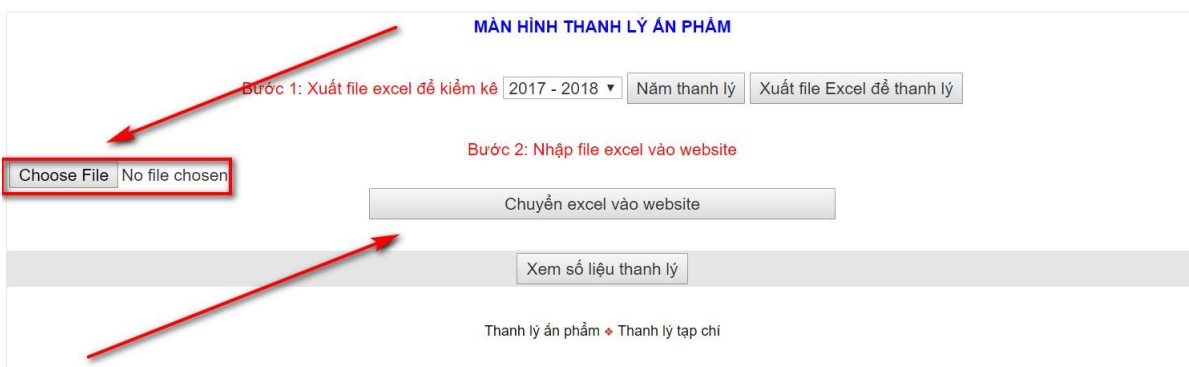 MÀN HÌNH THANH LÝ ẤN PHẨM
Bước 1: Xuất file excel để kiểm kê 2017 - 2018 Năm thanh lý Xuất file Excel để thanh lý
Bước 2: Nhập file excel vào website
Choose File No file chosen
Chuyển excel vào website
Xem số liệu thanh lý
Thanh lý ấn phẩm ❖ Thanh lý tạp chí